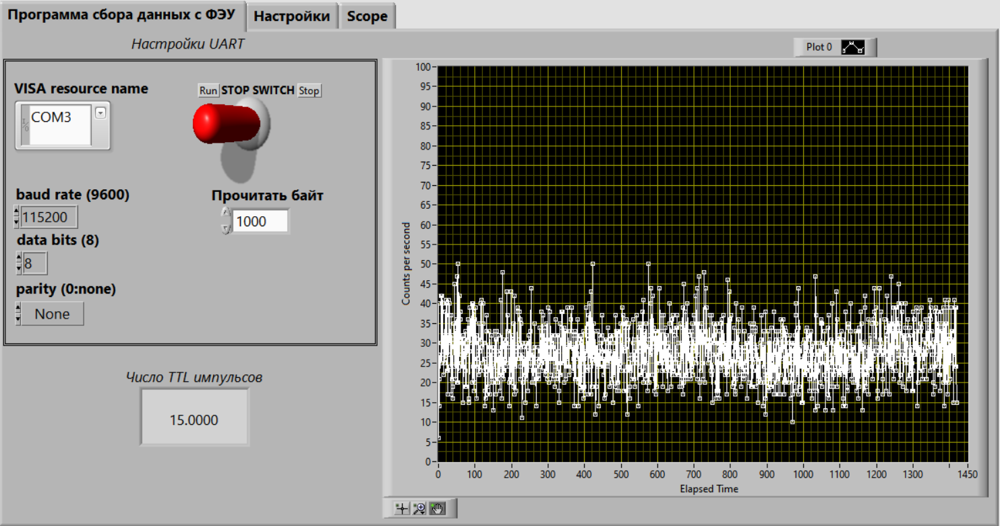 Программа сбора данных с ФЭУ
Настройки
Scope
Настройки UART
VISA resource name
COM3
Run STOP SWITCH Stop
baud rate (9600)
115200
Прочитать байт
1000
data bits (8)
8
parity (0:none)
None
Число TTL импульсов
15.0000
Plot 0
Counts per second
100
95
90
85
80
75
70
65
60
55
50
45
40
35
30
25
20
15
10
5
0
0 100 200 300 400 500 600 700 800 900 1000 1100 1200 1300 1450
Elapsed Time